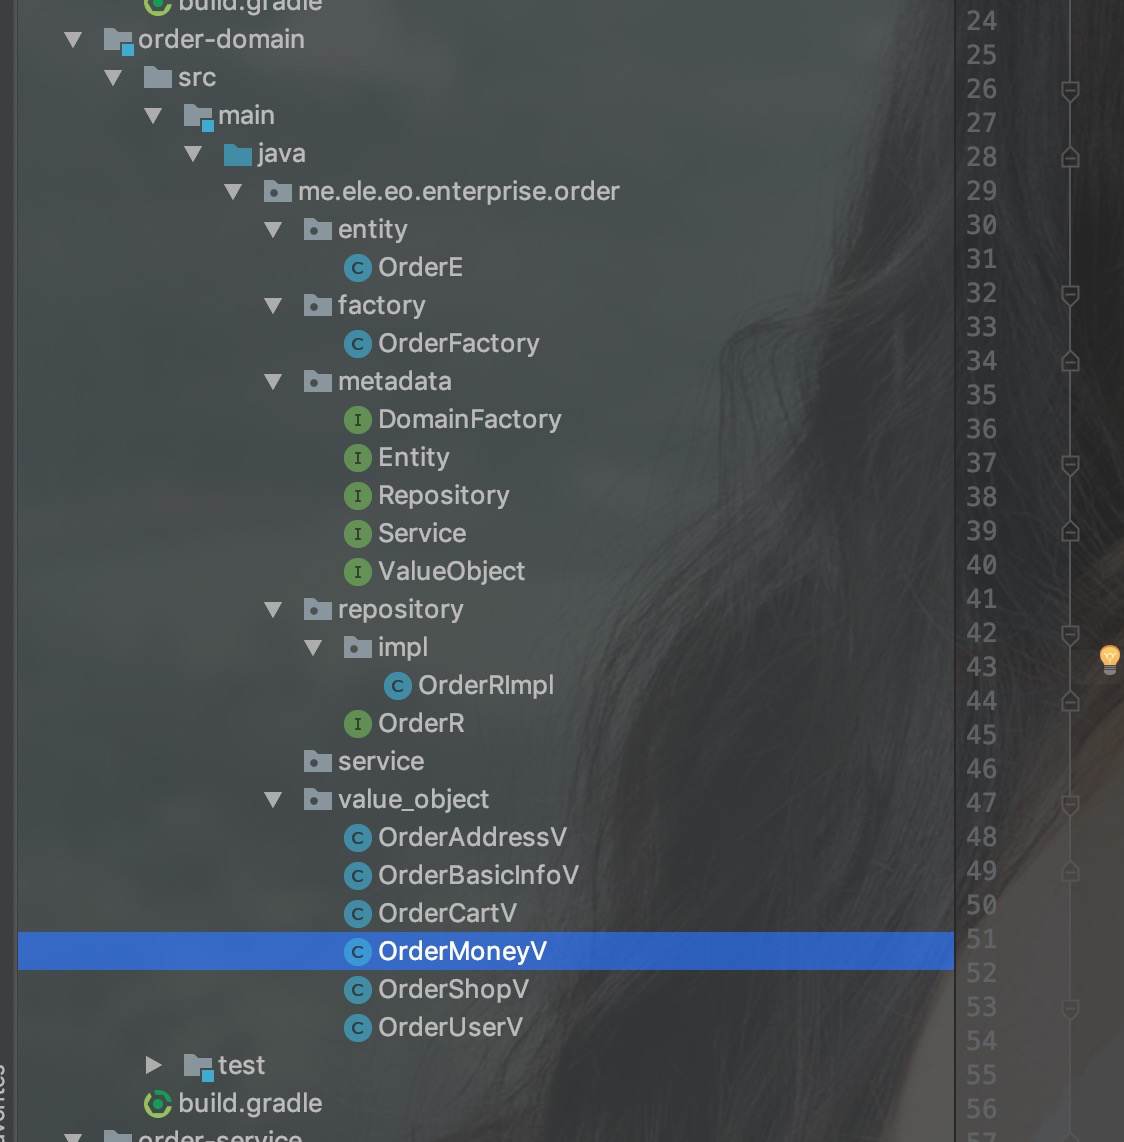 build.gradle
order-domain
src
main
java
me.ele.eo.enterprise.order
entity
C OrderE
factory
C OrderFactory
metadata
I DomainFactory
I Entity
I Repository
I Service
I ValueObject
repository
impl
C OrderRImpl
I OrderR
service
value_object
C OrderAddressV
C OrderBasicInfoV
C OrderCartV
C OrderMoneyV
C OrderShopV
C OrderUserV
test
build.gradle
order-service
24
25
26
27
28
29
30
31
32
33
34
35
36
37
38
39
40
41
42
43
44
45
46
47
48
49
50
51
52
53
54
55
56
57